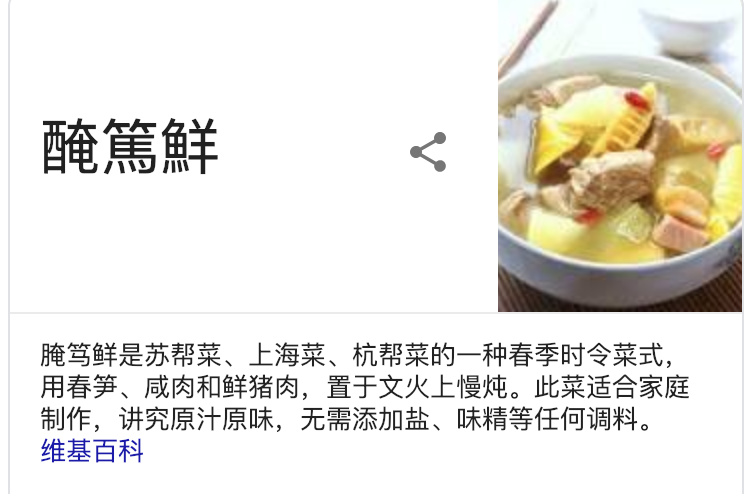 醃篤鮮
腌笃鲜是苏帮菜、上海菜、杭帮菜的一种春季时令菜式，
用春笋、咸肉和鲜猪肉，置于文火上慢炖。此菜适合家庭
制作，讲究原汁原味，无需添加盐、味精等任何调料。
维基百科